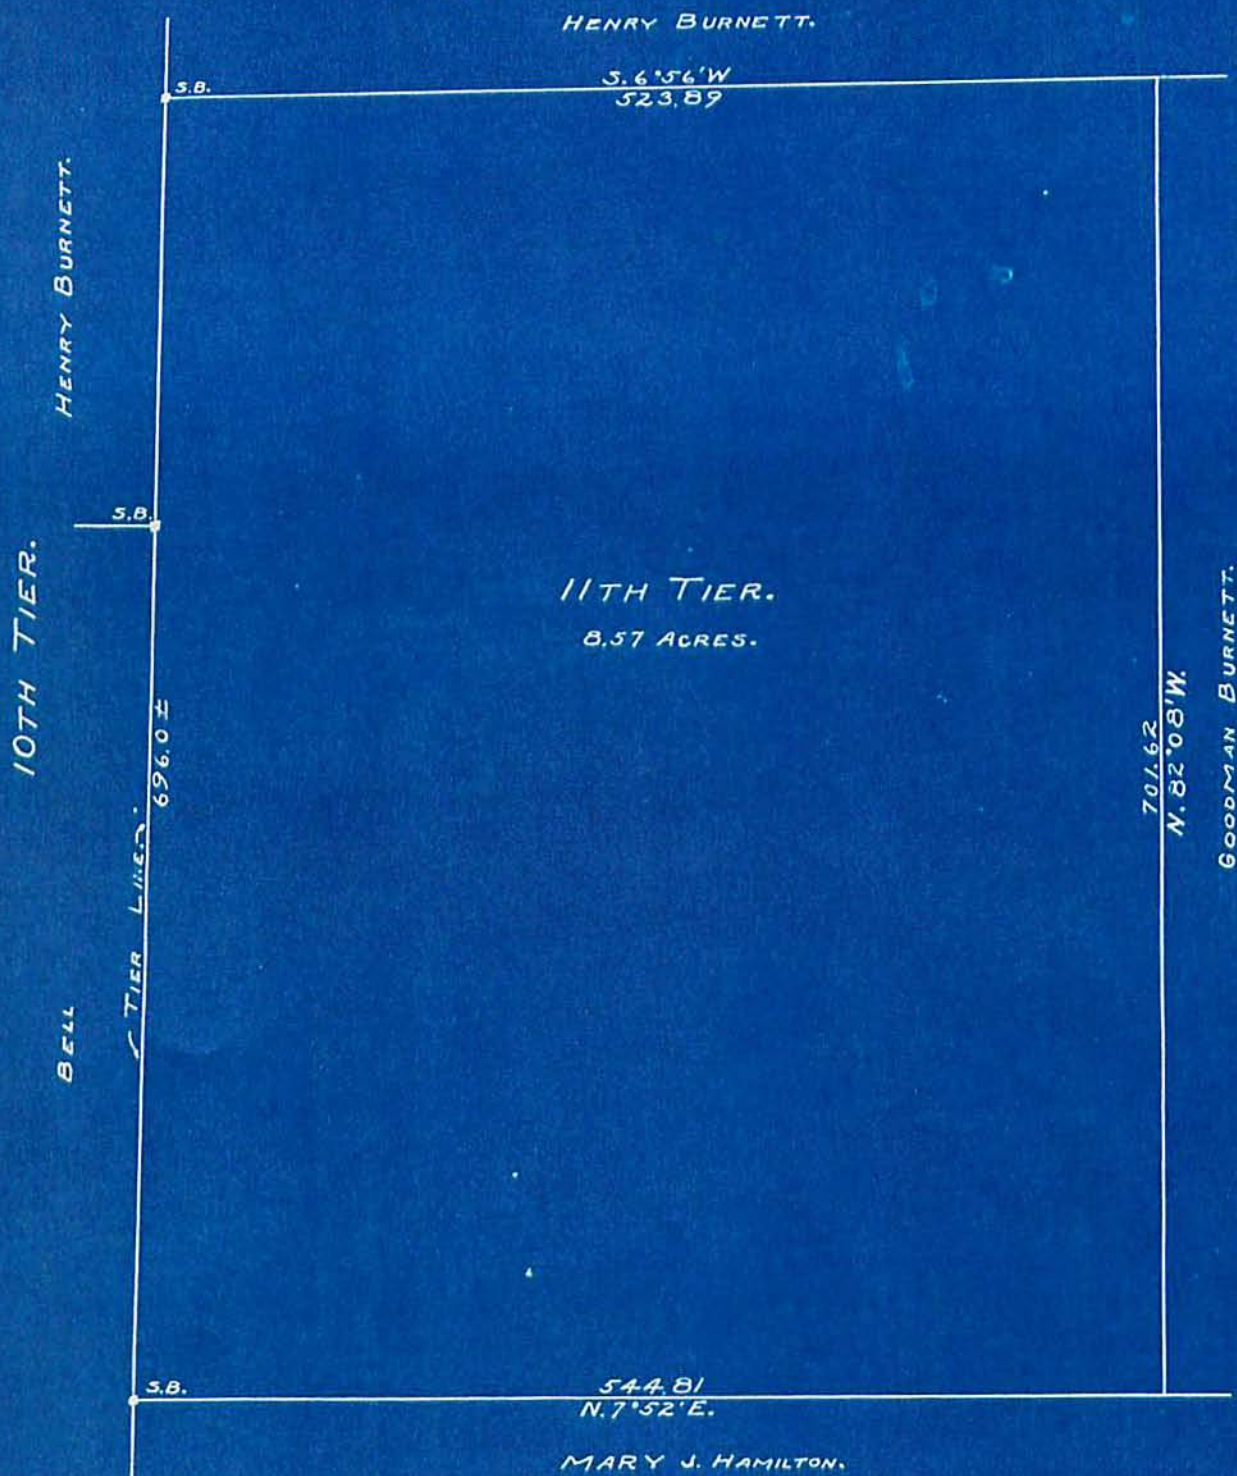 HENRY BURNETT.
S.B.
S. 6°56'W
523.89
HENRY BURNETT.
S.B.
10TH TIER.
11TH TIER.
8.57 ACRES.
696.0±
TIER LINE
BELL
701.62
N. 82°08'W.
GOODMAN BURNETT.
S.B.
544.81
N. 7°52'E.
MARY J. HAMILTON.